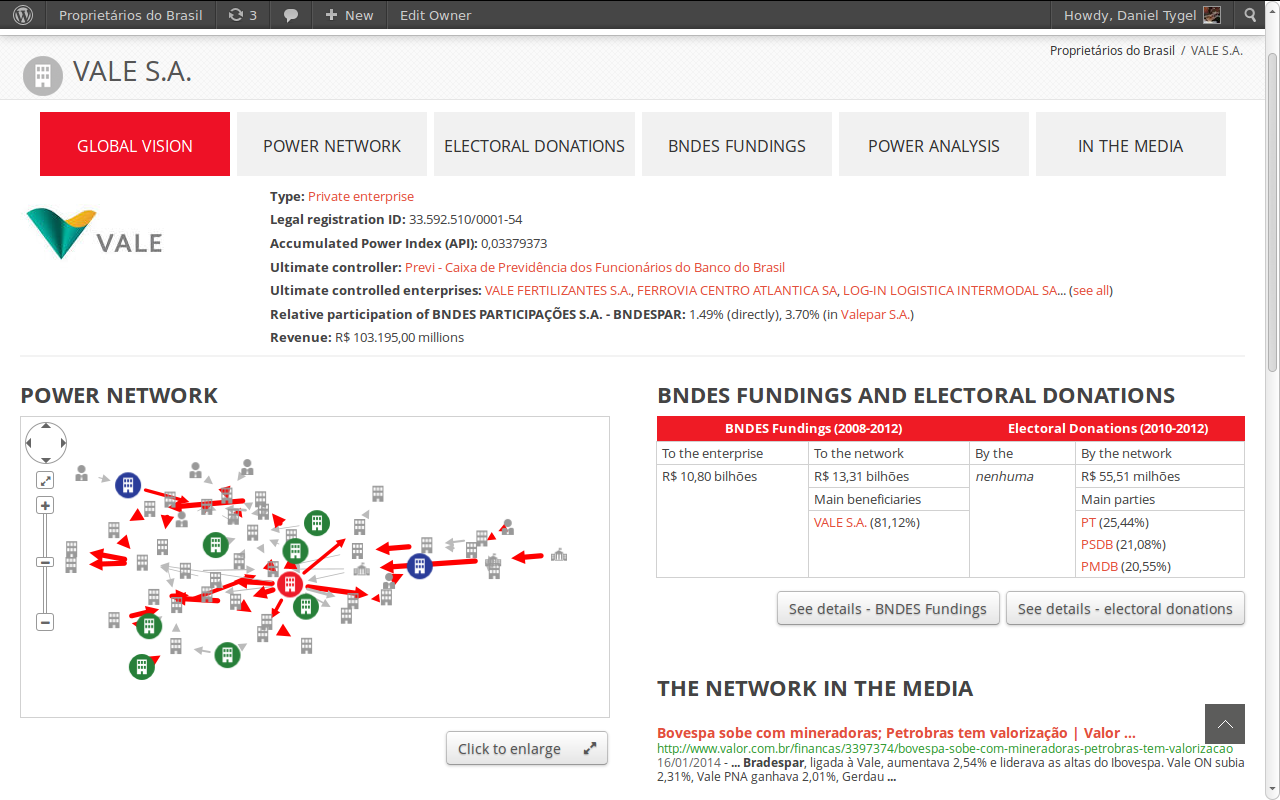 Proprietários do Brasil 3 New Edit Owner Howdy, Daniel Tygel
VALE S.A.
Proprietários do Brasil / VALE S.A.
GLOBAL VISION POWER NETWORK ELECTORAL DONATIONS BNDES FUNDINGS POWER ANALYSIS IN THE MEDIA
VALE
Type: Private enterprise
Legal registration ID: 33.592.510/0001-54
Accumulated Power Index (API): 0,03379373
Ultimate controller: Previ - Caixa de Previdência dos Funcionários do Banco do Brasil
Ultimate controlled enterprises: VALE FERTILIZANTES S.A., FERROVIA CENTRO ATLANTICA SA, LOG-IN LOGISTICA INTERMODAL SA... (see all)
Relative participation of BNDES PARTICIPAÇÕES S.A. - BNDESPAR: 1.49% (directly), 3.70% (in Valepar S.A.)
Revenue: R$ 103.195,00 millions
POWER NETWORK
Click to enlarge
BNDES FUNDINGS AND ELECTORAL DONATIONS
BNDES Fundings (2008-2012) Electoral Donations (2010-2012)
To the enterprise To the network By the By the network
R$ 10,80 bilhões R$ 13,31 bilhões nenhuma R$ 55,51 milhões
Main beneficiaries Main parties
VALE S.A. (81,12%) PT (25,44%)
PSDB (21,08%)
PMDB (20,55%)
See details - BNDES Fundings See details - electoral donations
THE NETWORK IN THE MEDIA
Bovespa sobe com mineradoras; Petrobras tem valorização | Valor ...
http://www.valor.com.br/financas/3397374/bovespa-sobe-com-mineradoras-petrobras-tem-valorizacao
16/01/2014 - ... Bradespar, ligada à Vale, aumentava 2,54% e liderava as altas do Ibovespa. Vale ON subia
2,31%, Vale PNA ganhava 2,01%, Gerdau ...